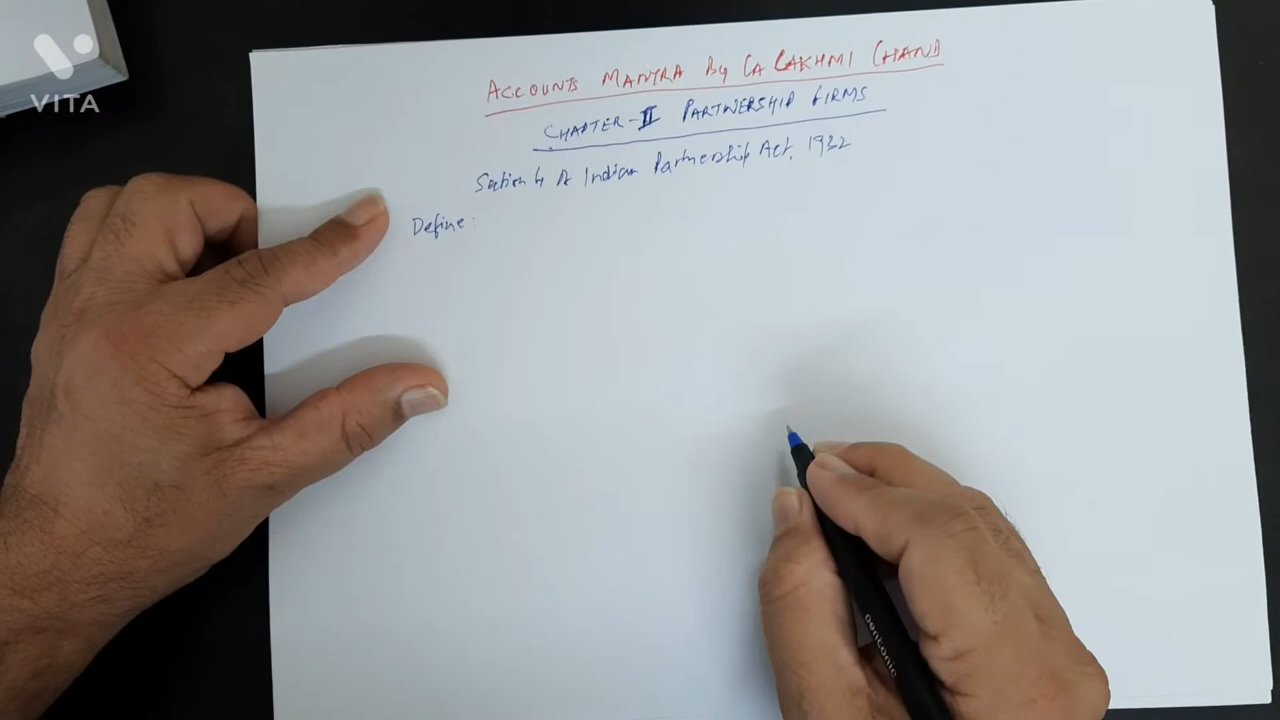 VITA
ACCOUNTS MANTRA BY CA LAKHMI CHAND
CHAPTER-II PARTNERSHIP FIRMS
Section 4 of Indian Partnership Act, 1932
Define:
pentonic